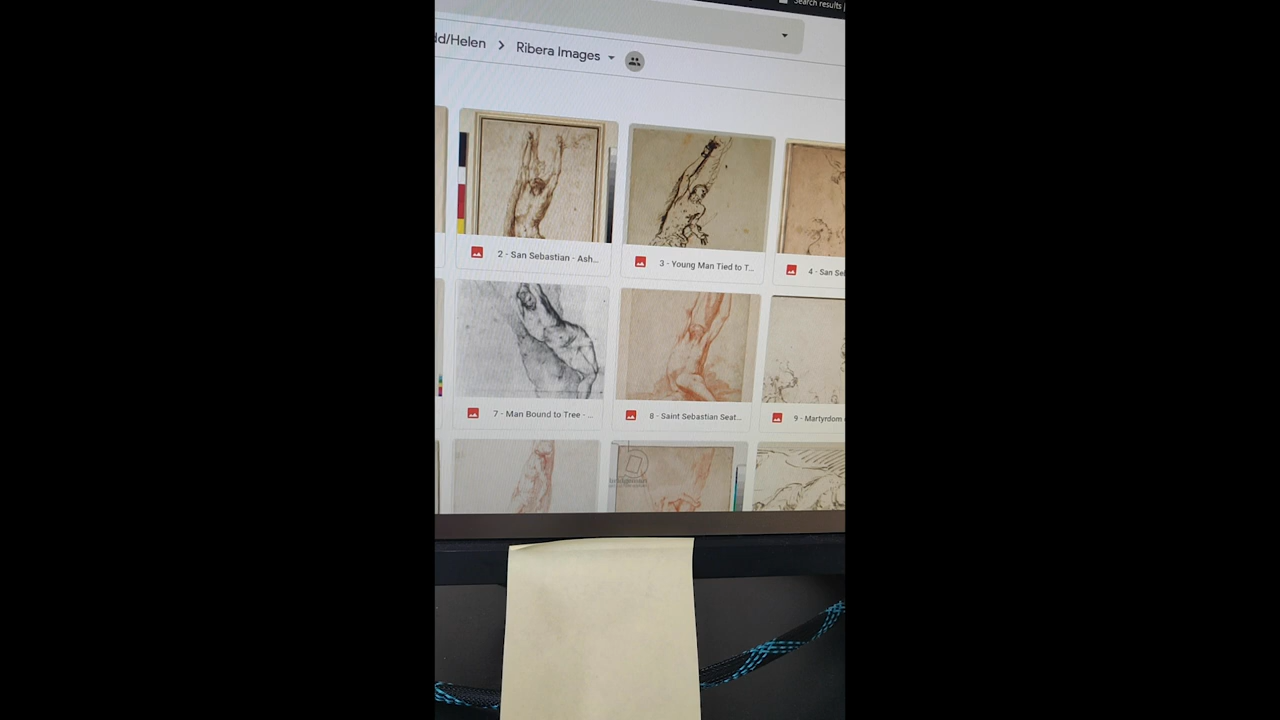 Search results
dd/Helen > Ribera Images
2 - San Sebastian - Ash...
3 - Young Man Tied to T...
4 - San Se
7 - Man Bound to Tree - ...
8 - Saint Sebastian Seat...
9 - Martyrdom